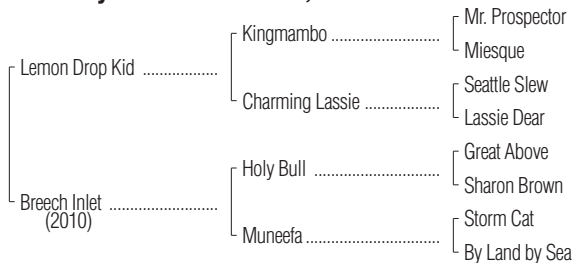 Mr. Prospector
Kingmambo ..............................
Miesque
Lemon Drop Kid ....................
Seattle Slew
Charming Lassie ....................
Lassie Dear
Great Above
Holy Bull ..............................
Sharon Brown
Breech Inlet .............................
(2010)
Storm Cat
Muneefa ....................................
By Land by Sea